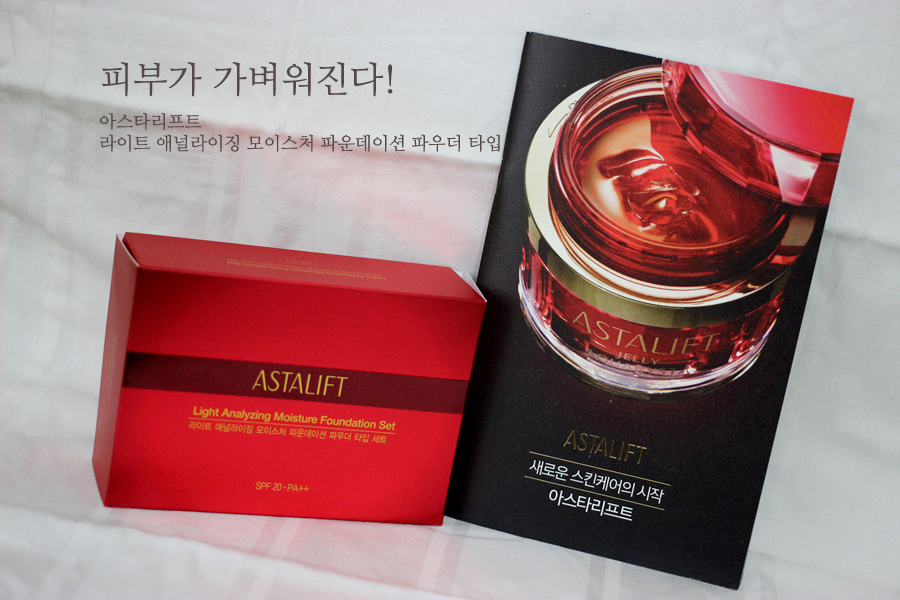 피부가 가벼워진다!
아스타리프트
라이트 애널라이징 모이스처 파운데이션 파우더 타입
ASTALIFT
Light Analyzing Moisture Foundation Set
라이트 애널라이징 모이스처 파운데이션 파우더 타입 세트
SPF 20 • PA++
ASTALIFT
JELLY
ASTALIFT
새로운 스킨케어의 시작
아스타리프트